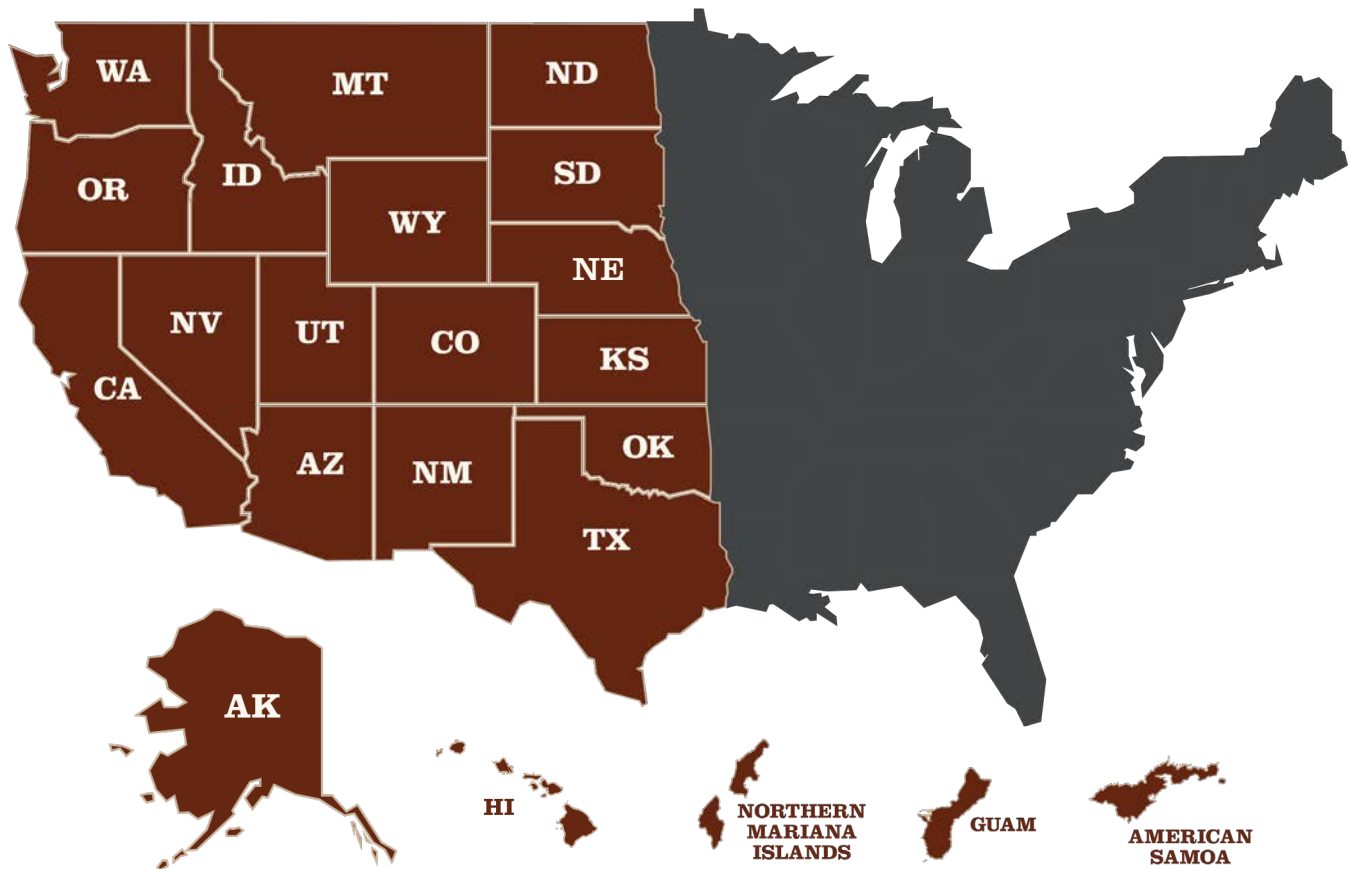 WA
MT
ND
OR
ID
SD
WY
NE
NV
UT
CO
KS
CA
AZ
NM
OK
TX
AK
HI
NORTHERN
MARIANA
ISLANDS
GUAM
AMERICAN
SAMOA